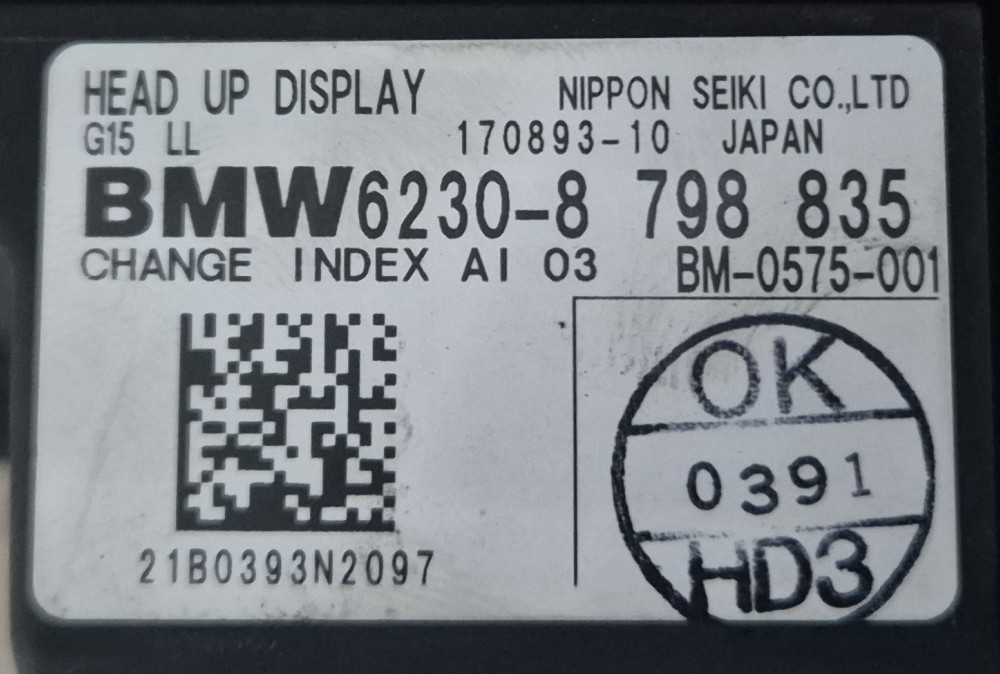 HEAD UP DISPLAY NIPPON SEIKI CO.,LTD
G15 LL 170893-10 JAPAN
BMW6230-8 798 835
CHANGE INDEX AI 03 BM-0575-001
OK
0391
HD3
21B0393N2097